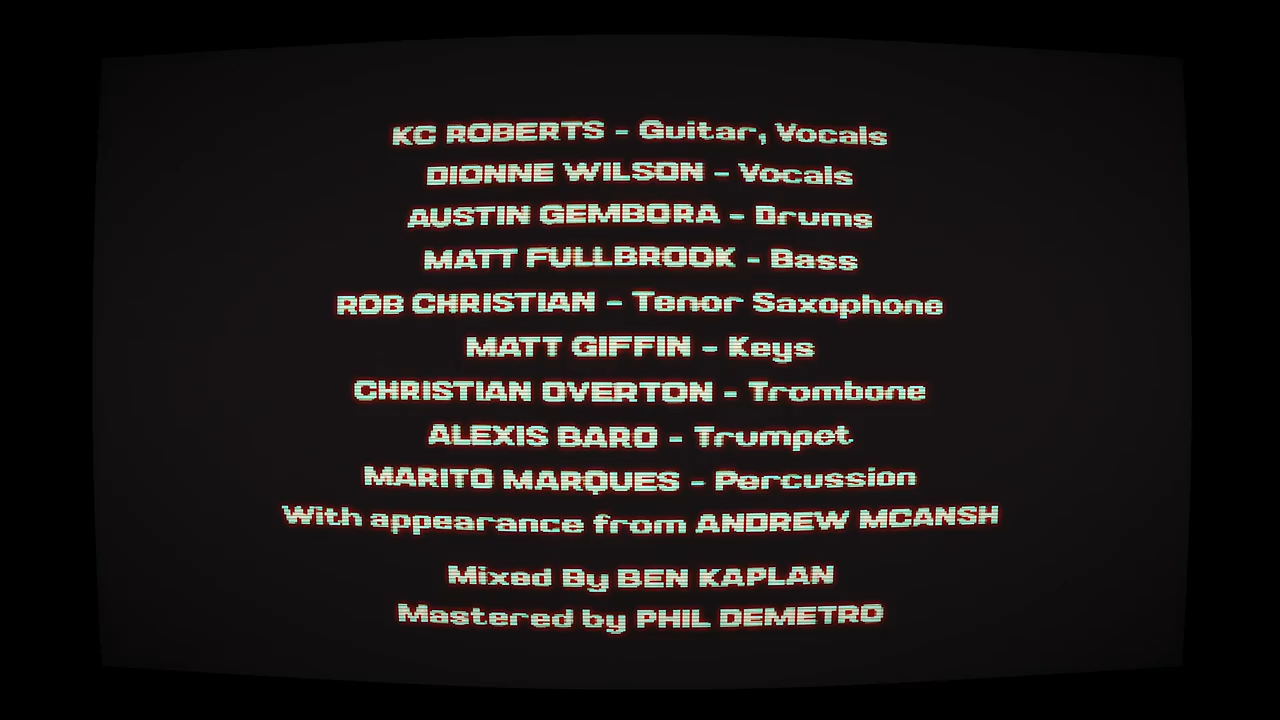 KC ROBERTS - Guitar, Vocals
DIONNE WILSON - Vocals
AUSTIN GEMBORA - Drums
MATT FULLBROOK - Bass
ROB CHRISTIAN - Tenor Saxophone
MATT GIFFIN - Keys
CHRISTIAN OVERTON - Trombone
ALEXIS BARO - Trumpet
MARITO MARQUES - Percussion
With appearance from ANDREW MCANSH
Mixed By BEN KAPLAN
Mastered by PHIL DEMETRO